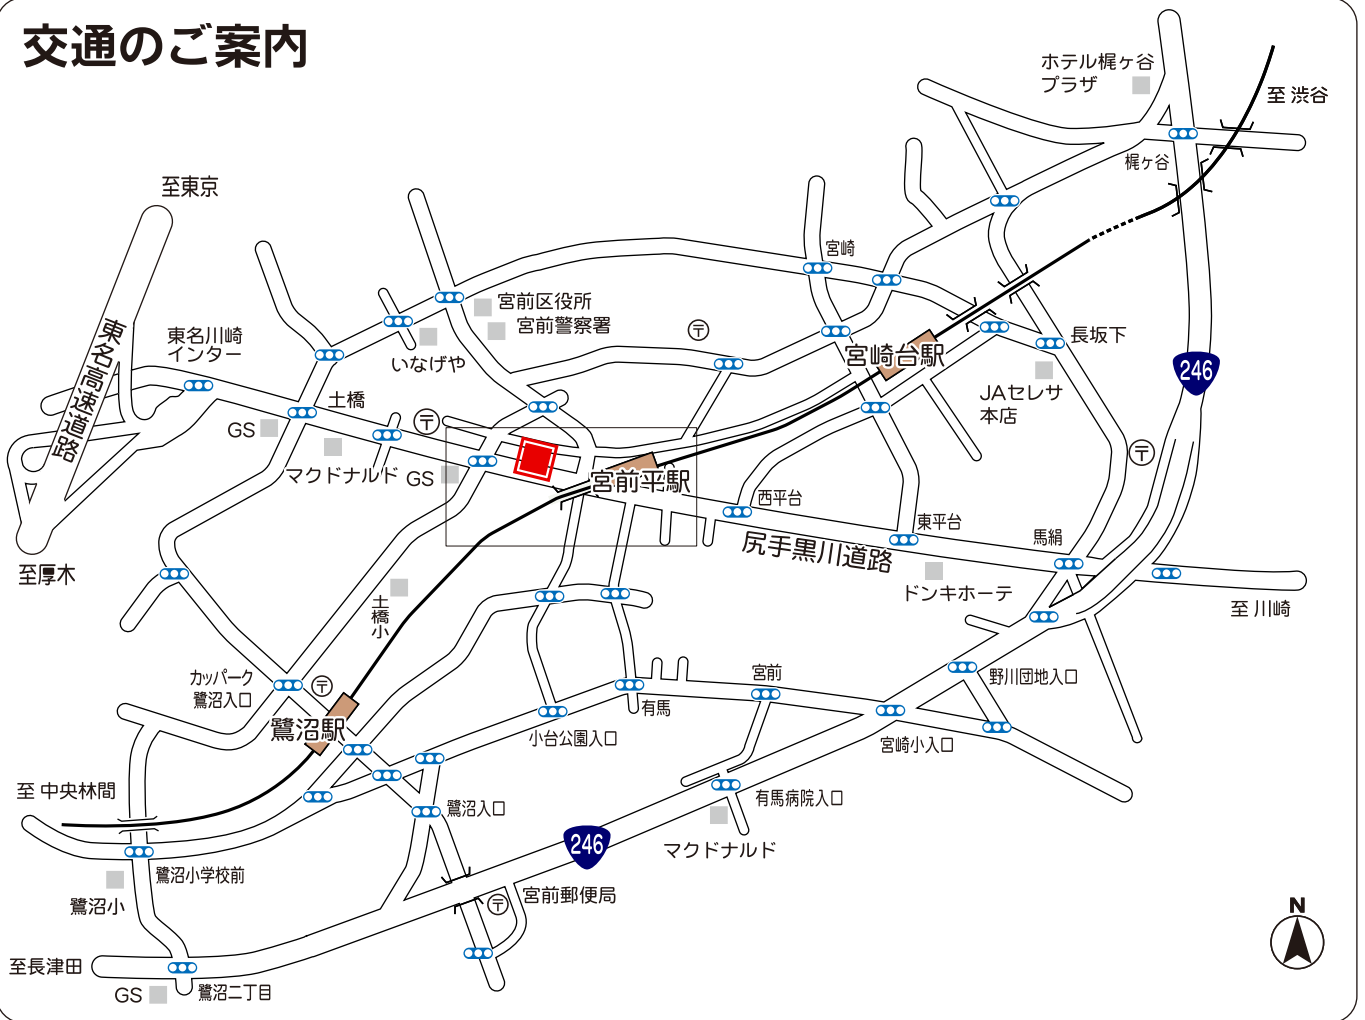 交通のご案内
ホテル梶ヶ谷
プラザ
至 渋谷
梶ヶ谷
至東京
宮崎
宮前区役所
宮前警察署
東名川崎
インター
東名高速道路
いなげや
宮崎台駅
長坂下
246
JAセレサ
本店
土橋
GS
マクドナルド
GS
宮前平駅
西平台
東平台
馬絹
尻手黒川道路
ドンキホーテ
至厚木
至 川崎
土橋小
カッパーク
鷺沼入口
鷺沼駅
宮前
野川団地入口
有馬
小台公園入口
宮崎小入口
至 中央林間
鷺沼入口
有馬病院入口
246
マクドナルド
鷺沼小学校前
鷺沼小
宮前郵便局
N
至長津田
GS
鷺沼二丁目